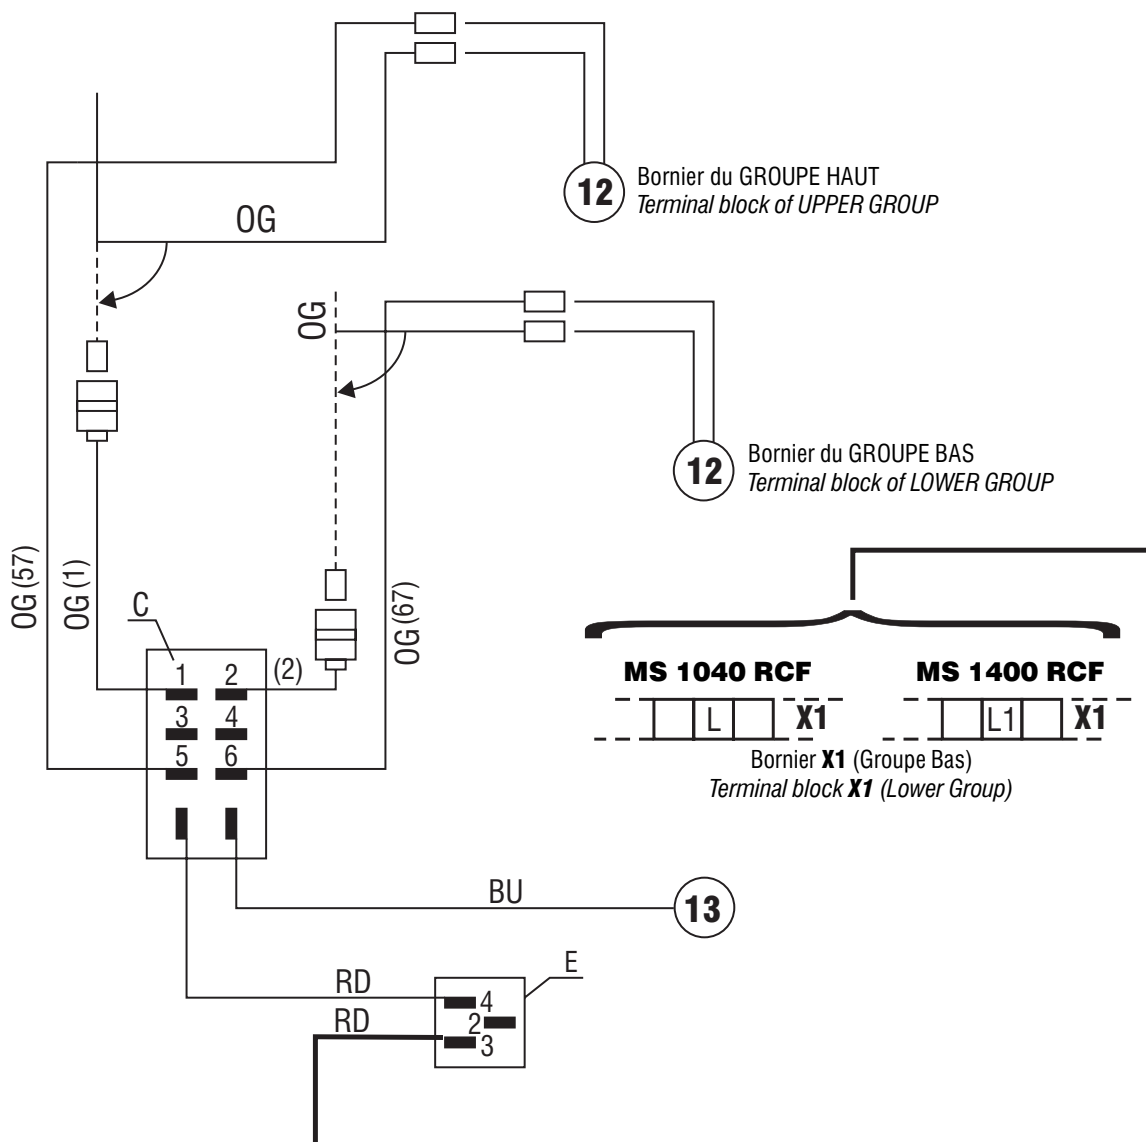 12
Bornier du GROUPE HAUT
Terminal block of UPPER GROUP
OG
OG
12
Bornier du GROUPE BAS
Terminal block of LOWER GROUP
OG (57)
OG (1)
OG (67)
C
1 2 (2)
3 4
5 6
MS 1040 RCF
MS 1400 RCF
L X1
L1 X1
Bornier X1 (Groupe Bas)
Terminal block X1 (Lower Group)
BU
13
E
RD
4
RD
2
3